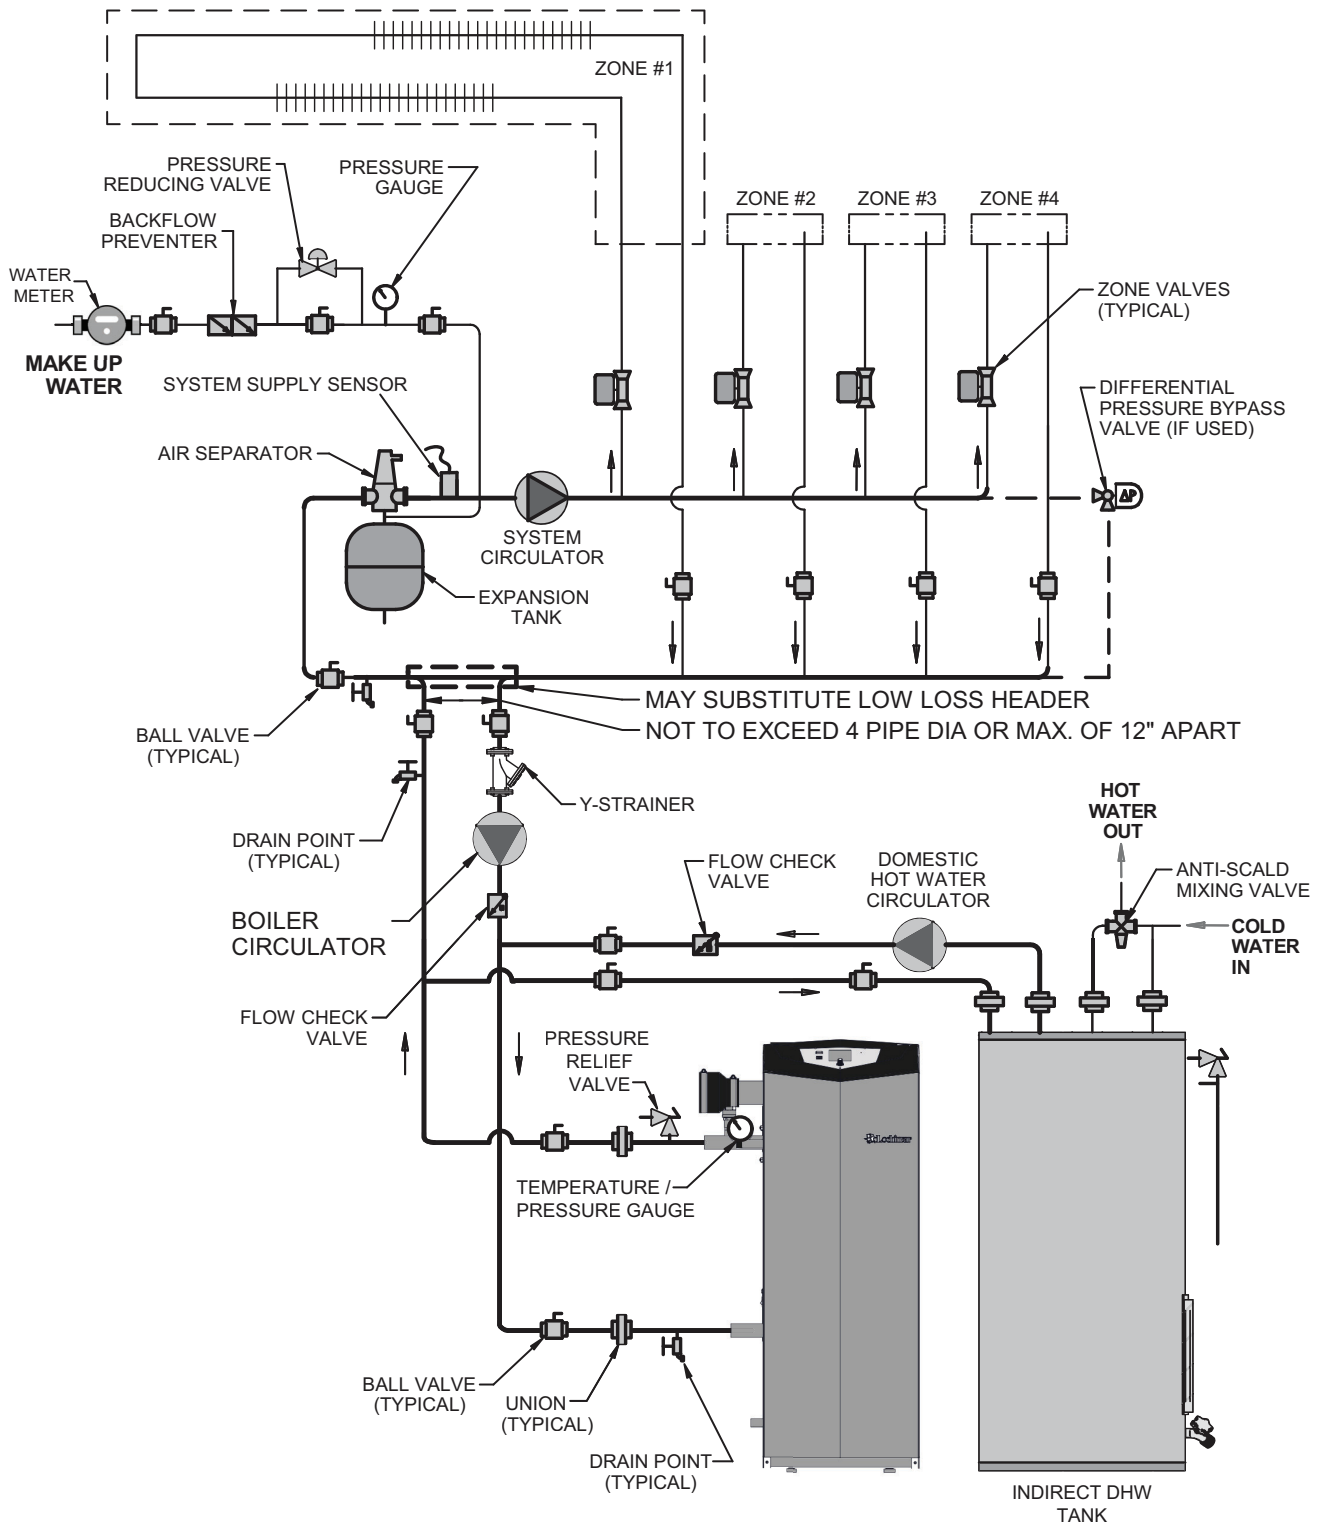 ZONE #1
PRESSURE
REDUCING VALVE
PRESSURE
GAUGE
BACKFLOW
PREVENTER
ZONE #2
ZONE #3
ZONE #4
WATER
METER
ZONE VALVES
(TYPICAL)
MAKE UP
WATER
SYSTEM SUPPLY SENSOR
DIFFERENTIAL
PRESSURE BYPASS
VALVE (IF USED)
AIR SEPARATOR
ΔP
SYSTEM
CIRCULATOR
EXPANSION
TANK
MAY SUBSTITUTE LOW LOSS HEADER
NOT TO EXCEED 4 PIPE DIA OR MAX. OF 12" APART
BALL VALVE
(TYPICAL)
Y-STRAINER
HOT
WATER
OUT
DRAIN POINT
(TYPICAL)
FLOW CHECK
VALVE
DOMESTIC
HOT WATER
CIRCULATOR
ANTI-SCALD
MIXING VALVE
BOILER
CIRCULATOR
COLD
WATER
IN
FLOW CHECK
VALVE
PRESSURE
RELIEF
VALVE
Lochinvar
TEMPERATURE /
PRESSURE GAUGE
BALL VALVE
(TYPICAL)
UNION
(TYPICAL)
DRAIN POINT
(TYPICAL)
INDIRECT DHW
TANK